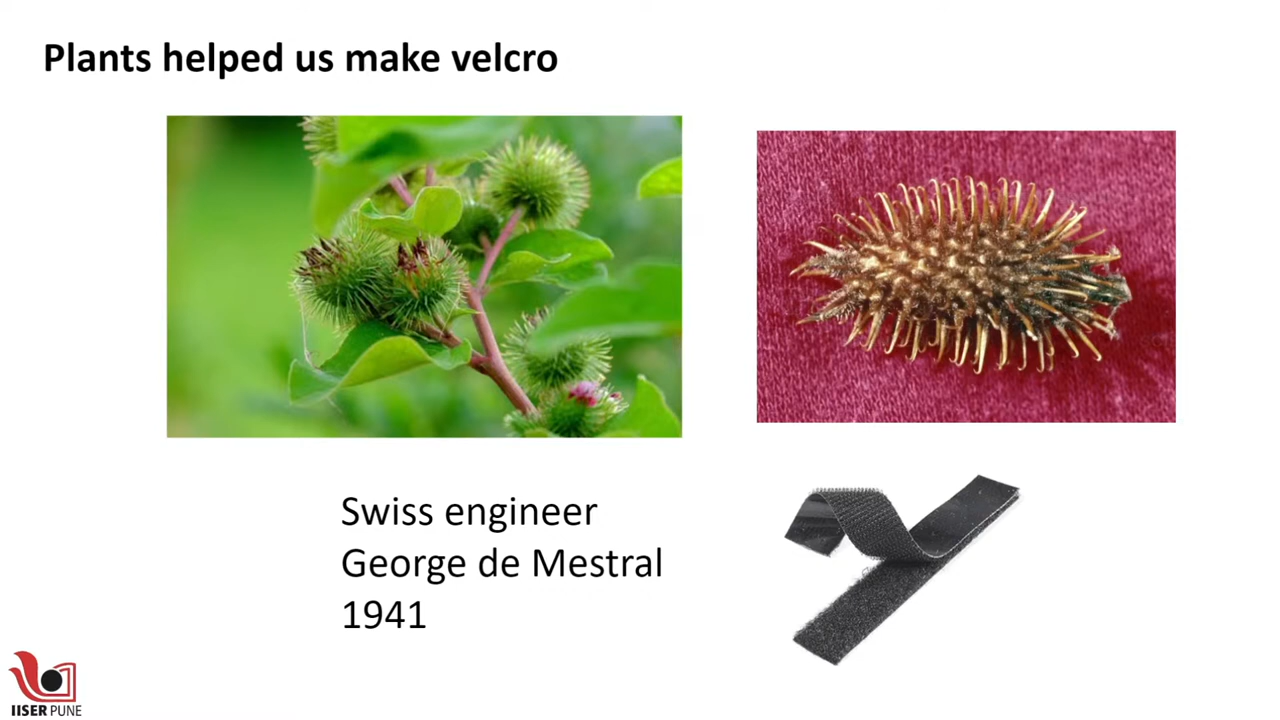 Plants helped us make velcro
Swiss engineer
George de Mestral
1941
IISER PUNE